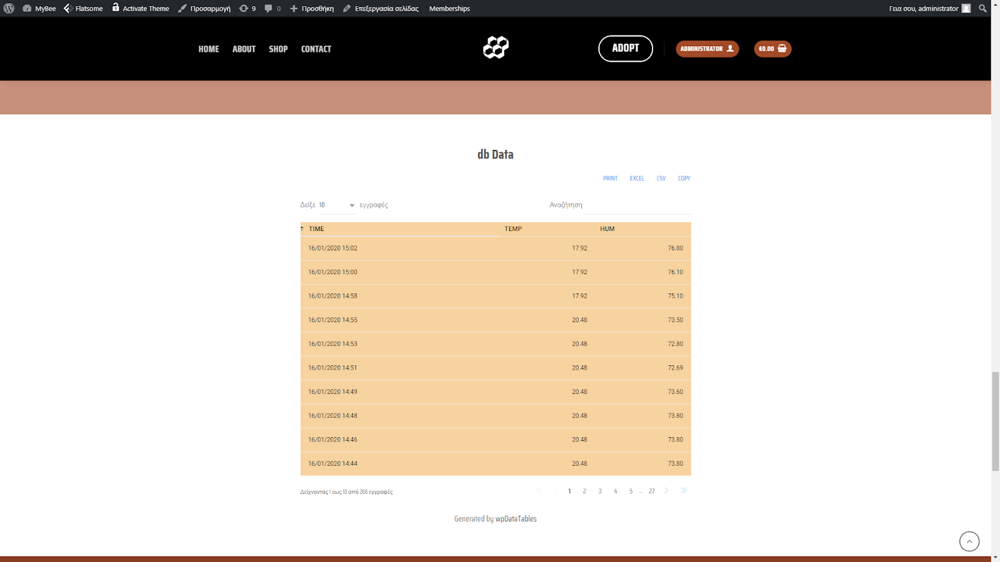 MyBee Flatsome Activate Theme Προσαρμογή 9 0 Προσθήκη Επεξεργασία σελίδας Memberships Γεια σου, administrator
HOME ABOUT SHOP CONTACT ADOPT ADMINISTRATOR €0.00
db Data
PRINT EXCEL CSV COPY
Δείξε 10 εγγραφές Αναζήτηση:
↑ TIME TEMP HUM
16/01/2020 15:02 17.92 76.80
16/01/2020 15:00 17.92 76.10
16/01/2020 14:58 17.92 75.10
16/01/2020 14:55 20.48 73.50
16/01/2020 14:53 20.48 72.80
16/01/2020 14:51 20.48 72.69
16/01/2020 14:49 20.48 73.60
16/01/2020 14:48 20.48 73.80
16/01/2020 14:46 20.48 73.80
16/01/2020 14:44 20.48 73.80
Δείχνοντας 1 εως 10 από 266 εγγραφές 1 2 3 4 5 ... 27
Generated by wpDataTables